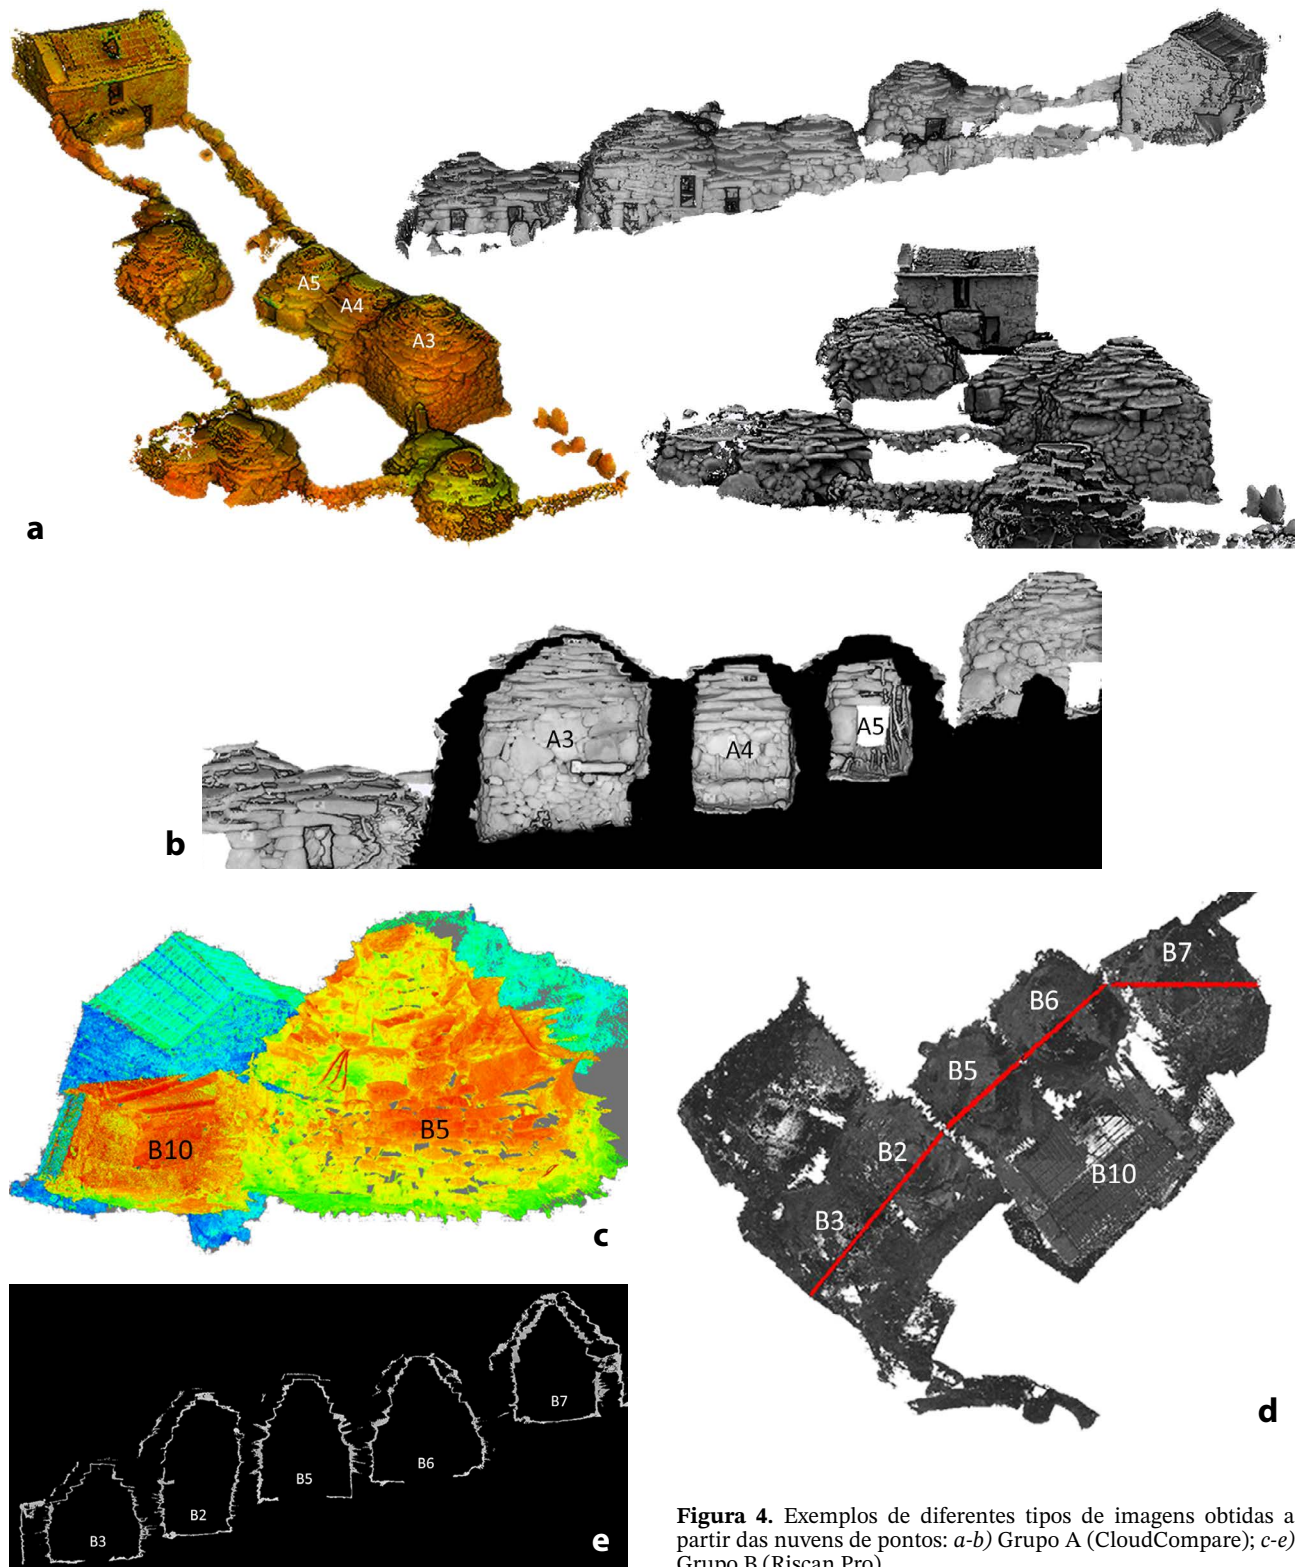 A5
A4
A3
a
A3
A4
A5
b
B10
B5
c
B7
B6
B5
B2
B10
B3
d
B7
B6
B5
B2
B3
e
Figura 4. Exemplos de diferentes tipos de imagens obtidas a
partir das nuvens de pontos: a-b) Grupo A (CloudCompare); c-e)
Grupo B (Riscan Pro)